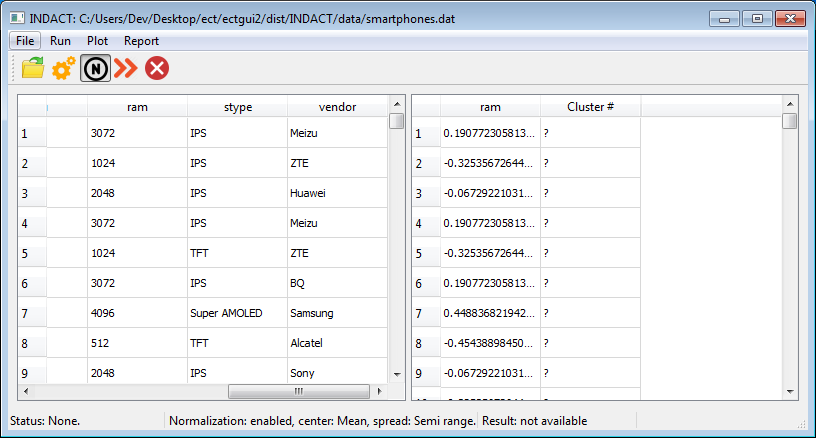 INDACT: C:/Users/Dev/Desktop/ect/ectgui2/dist/INDACT/data/smartphones.dat
File Run Plot Report
N
ram stype vendor
1 3072 IPS Meizu
2 1024 IPS ZTE
3 2048 IPS Huawei
4 3072 IPS Meizu
5 1024 TFT ZTE
6 3072 IPS BQ
7 4096 Super AMOLED Samsung
8 512 TFT Alcatel
9 2048 IPS Sony
ram Cluster #
1 0.190772305813... ?
2 -0.32535672644... ?
3 -0.06729221031... ?
4 0.190772305813... ?
5 -0.32535672644... ?
6 0.190772305813... ?
7 0.448836821942... ?
8 -0.45438898450... ?
9 -0.06729221031... ?
Status: None. Normalization: enabled, center: Mean, spread: Semi range. Result: not available